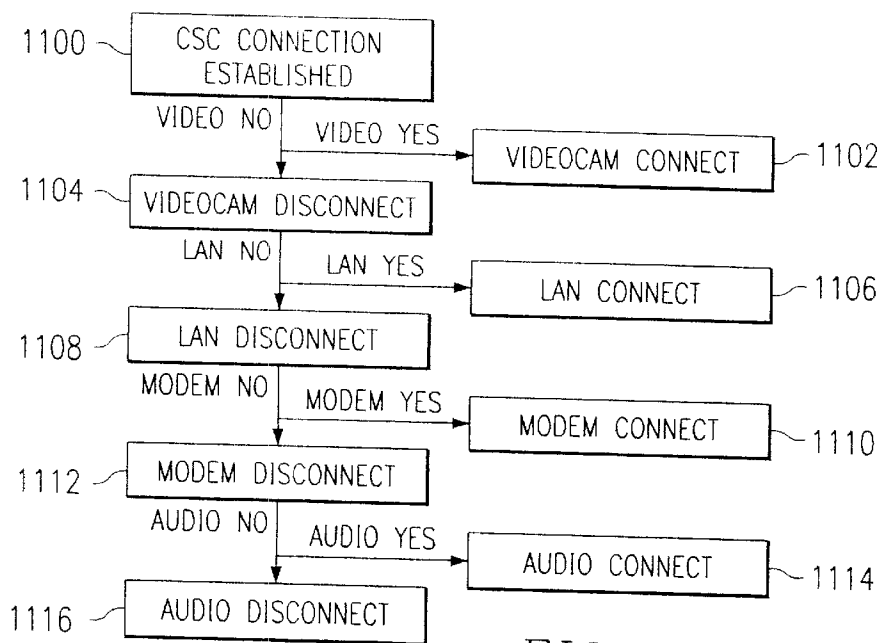 1100
CSC CONNECTION
ESTABLISHED
VIDEO NO
VIDEO YES
VIDEOCAM CONNECT
1102
1104
VIDEOCAM DISCONNECT
LAN NO
LAN YES
LAN CONNECT
1106
1108
LAN DISCONNECT
MODEM NO
MODEM YES
MODEM CONNECT
1110
1112
MODEM DISCONNECT
AUDIO NO
AUDIO YES
AUDIO CONNECT
1114
1116
AUDIO DISCONNECT